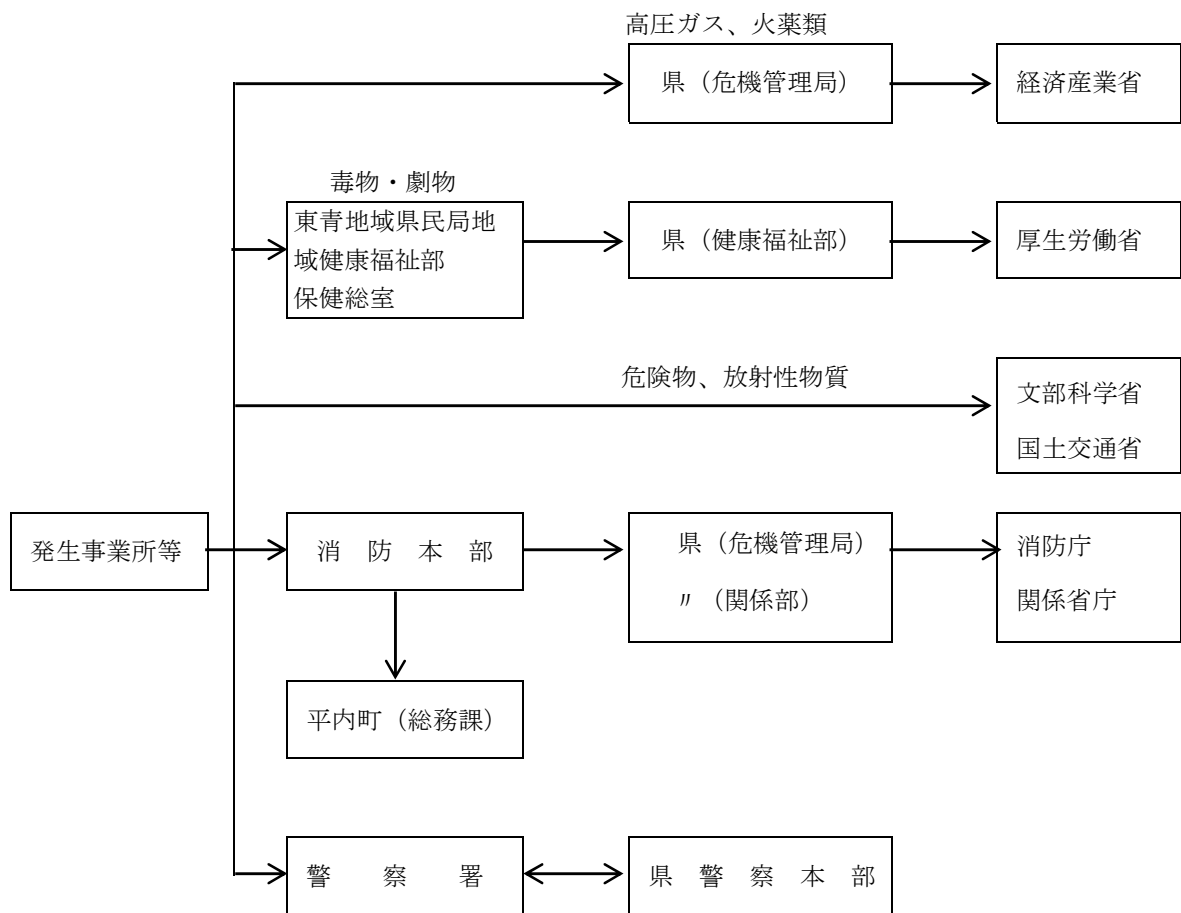 高圧ガス、火薬類
県（危機管理局）
経済産業省
毒物・劇物
東青地域県民局地
域健康福祉部
保健総室
県（健康福祉部）
厚生労働省
危険物、放射性物質
文部科学省
国土交通省
発生事業所等
消　防　本　部
県（危機管理局）
〃（関係部）
消防庁
関係省庁
平内町（総務課）
警　察　署
県　警　察　本　部